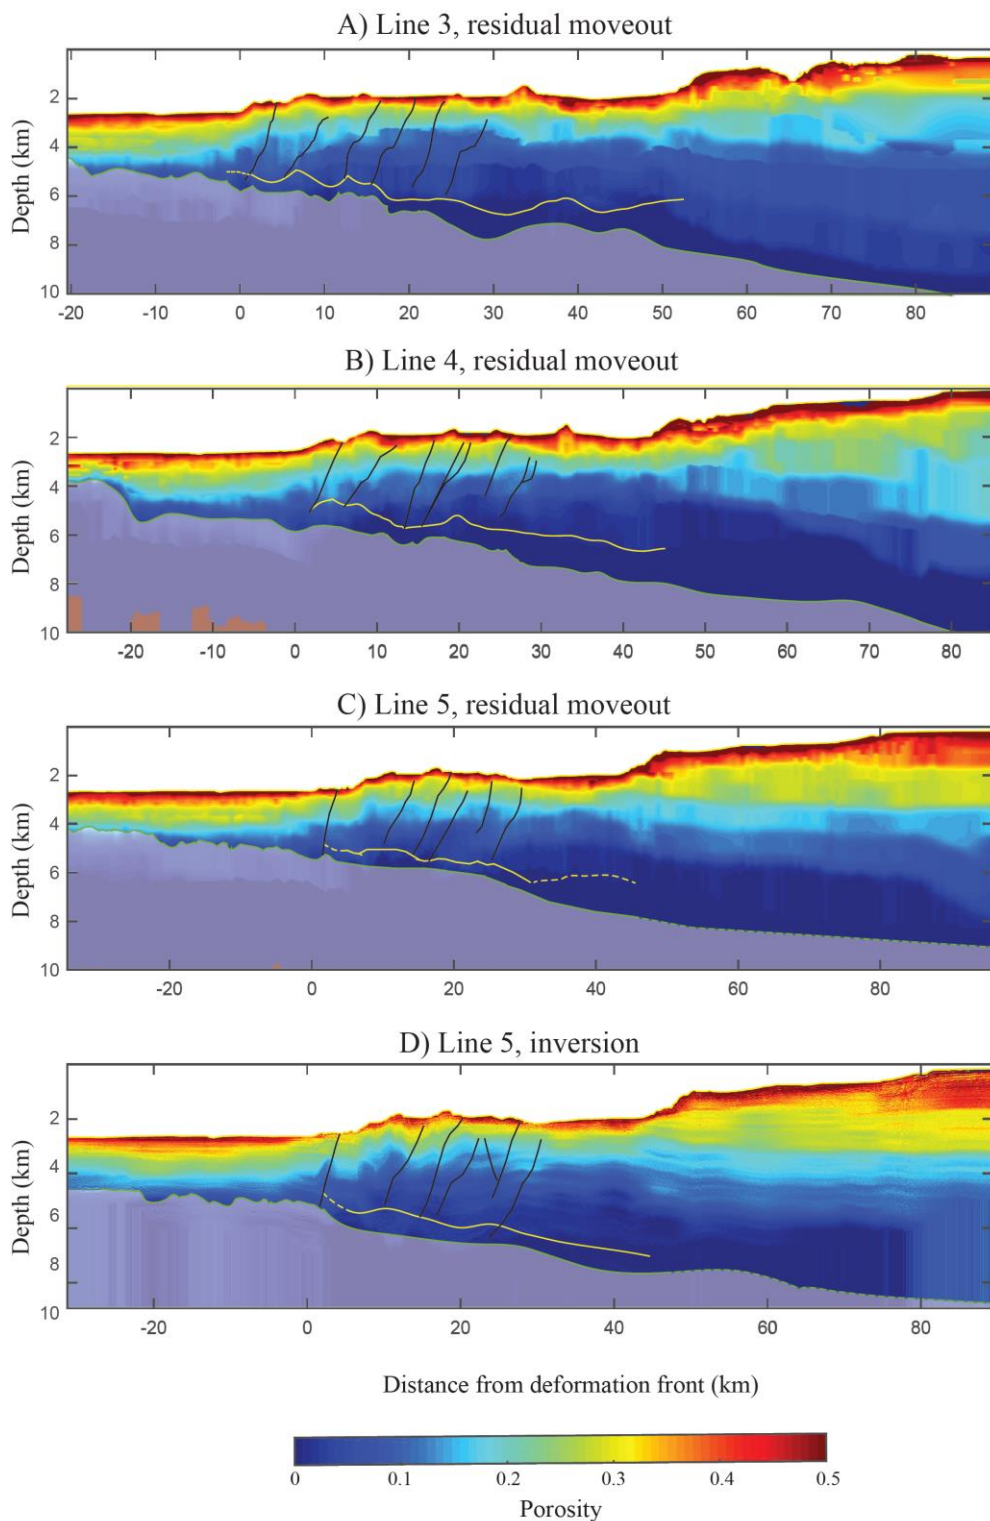 A) Line 3, residual moveout
Depth (km)
2
4
6
8
10
-20 -10 0 10 20 30 40 50 60 70 80
B) Line 4, residual moveout
Depth (km)
2
4
6
8
10
-20 -10 0 10 20 30 40 50 60 70 80
C) Line 5, residual moveout
Depth (km)
2
4
6
8
10
-20 0 20 40 60 80
D) Line 5, inversion
Depth (km)
2
4
6
8
10
-20 0 20 40 60 80
Distance from deformation front (km)
0 0.1 0.2 0.3 0.4 0.5
Porosity